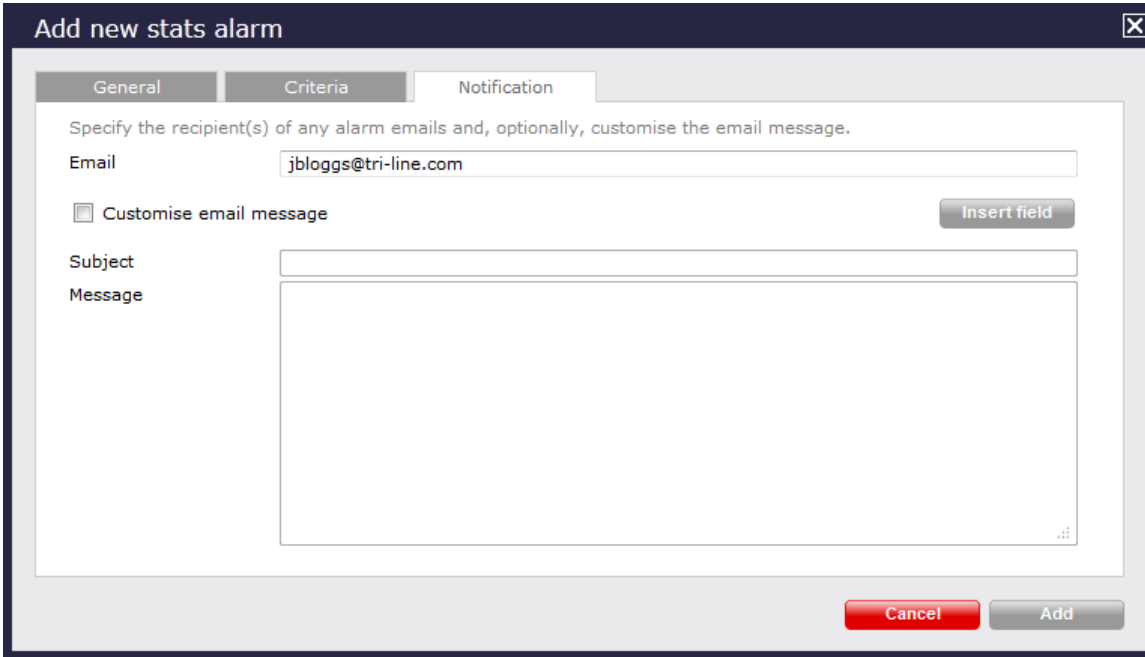 Add new stats alarm
General Criteria Notification
Specify the recipient(s) of any alarm emails and, optionally, customise the email message.
Email jbloggs@tri-line.com
Customise email message Insert field
Subject
Message
Cancel Add